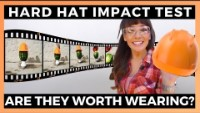 HARD HAT IMPACT TEST
ARE THEY WORTH WEARING?